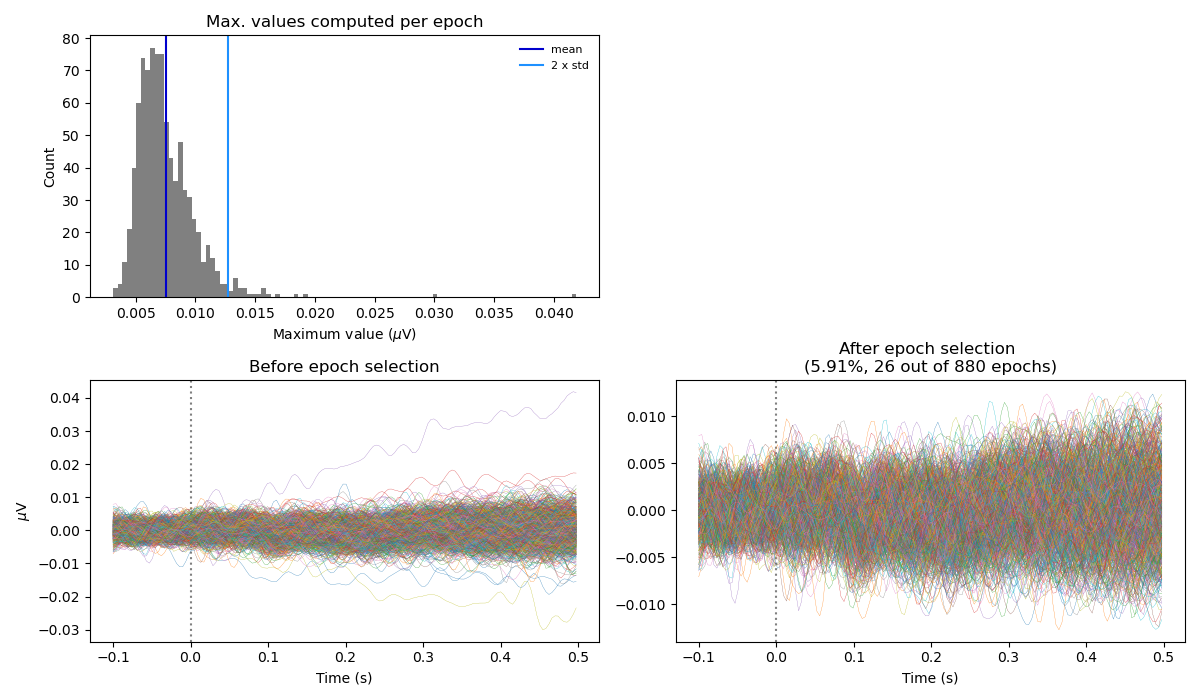 Max. values computed per epoch
80
70
60
50
40
30
20
10
0
Count
mean
2 x std
0.005 0.010 0.015 0.020 0.025 0.030 0.035 0.040
Maximum value (μV)
Before epoch selection
0.04
0.03
0.02
0.01
0.00
−0.01
−0.02
−0.03
μV
−0.1 0.0 0.1 0.2 0.3 0.4 0.5
Time (s)
After epoch selection
(5.91%, 26 out of 880 epochs)
0.010
0.005
0.000
−0.005
−0.010
−0.1 0.0 0.1 0.2 0.3 0.4 0.5
Time (s)